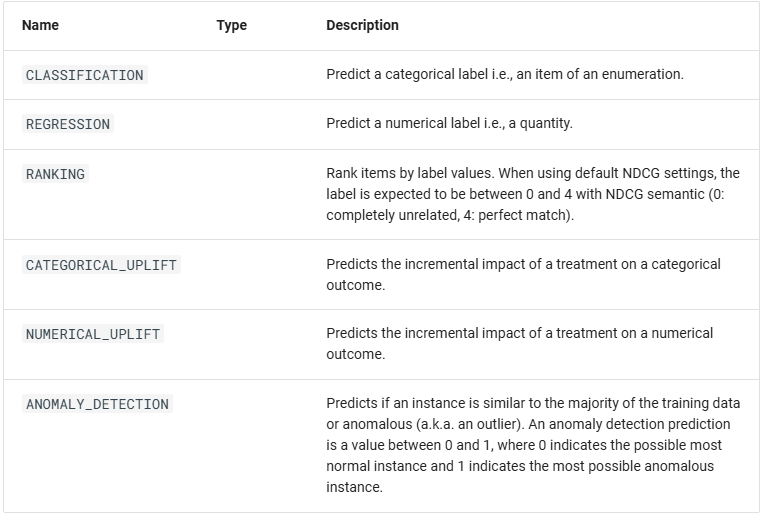 Name Type Description
CLASSIFICATION Predict a categorical label i.e., an item of an enumeration.
REGRESSION Predict a numerical label i.e., a quantity.
RANKING Rank items by label values. When using default NDCG settings, the
label is expected to be between 0 and 4 with NDCG semantic (0:
completely unrelated, 4: perfect match).
CATEGORICAL_UPLIFT Predicts the incremental impact of a treatment on a categorical
outcome.
NUMERICAL_UPLIFT Predicts the incremental impact of a treatment on a numerical
outcome.
ANOMALY_DETECTION Predicts if an instance is similar to the majority of the training data
or anomalous (a.k.a. an outlier). An anomaly detection prediction
is a value between 0 and 1, where 0 indicates the possible most
normal instance and 1 indicates the most possible anomalous
instance.